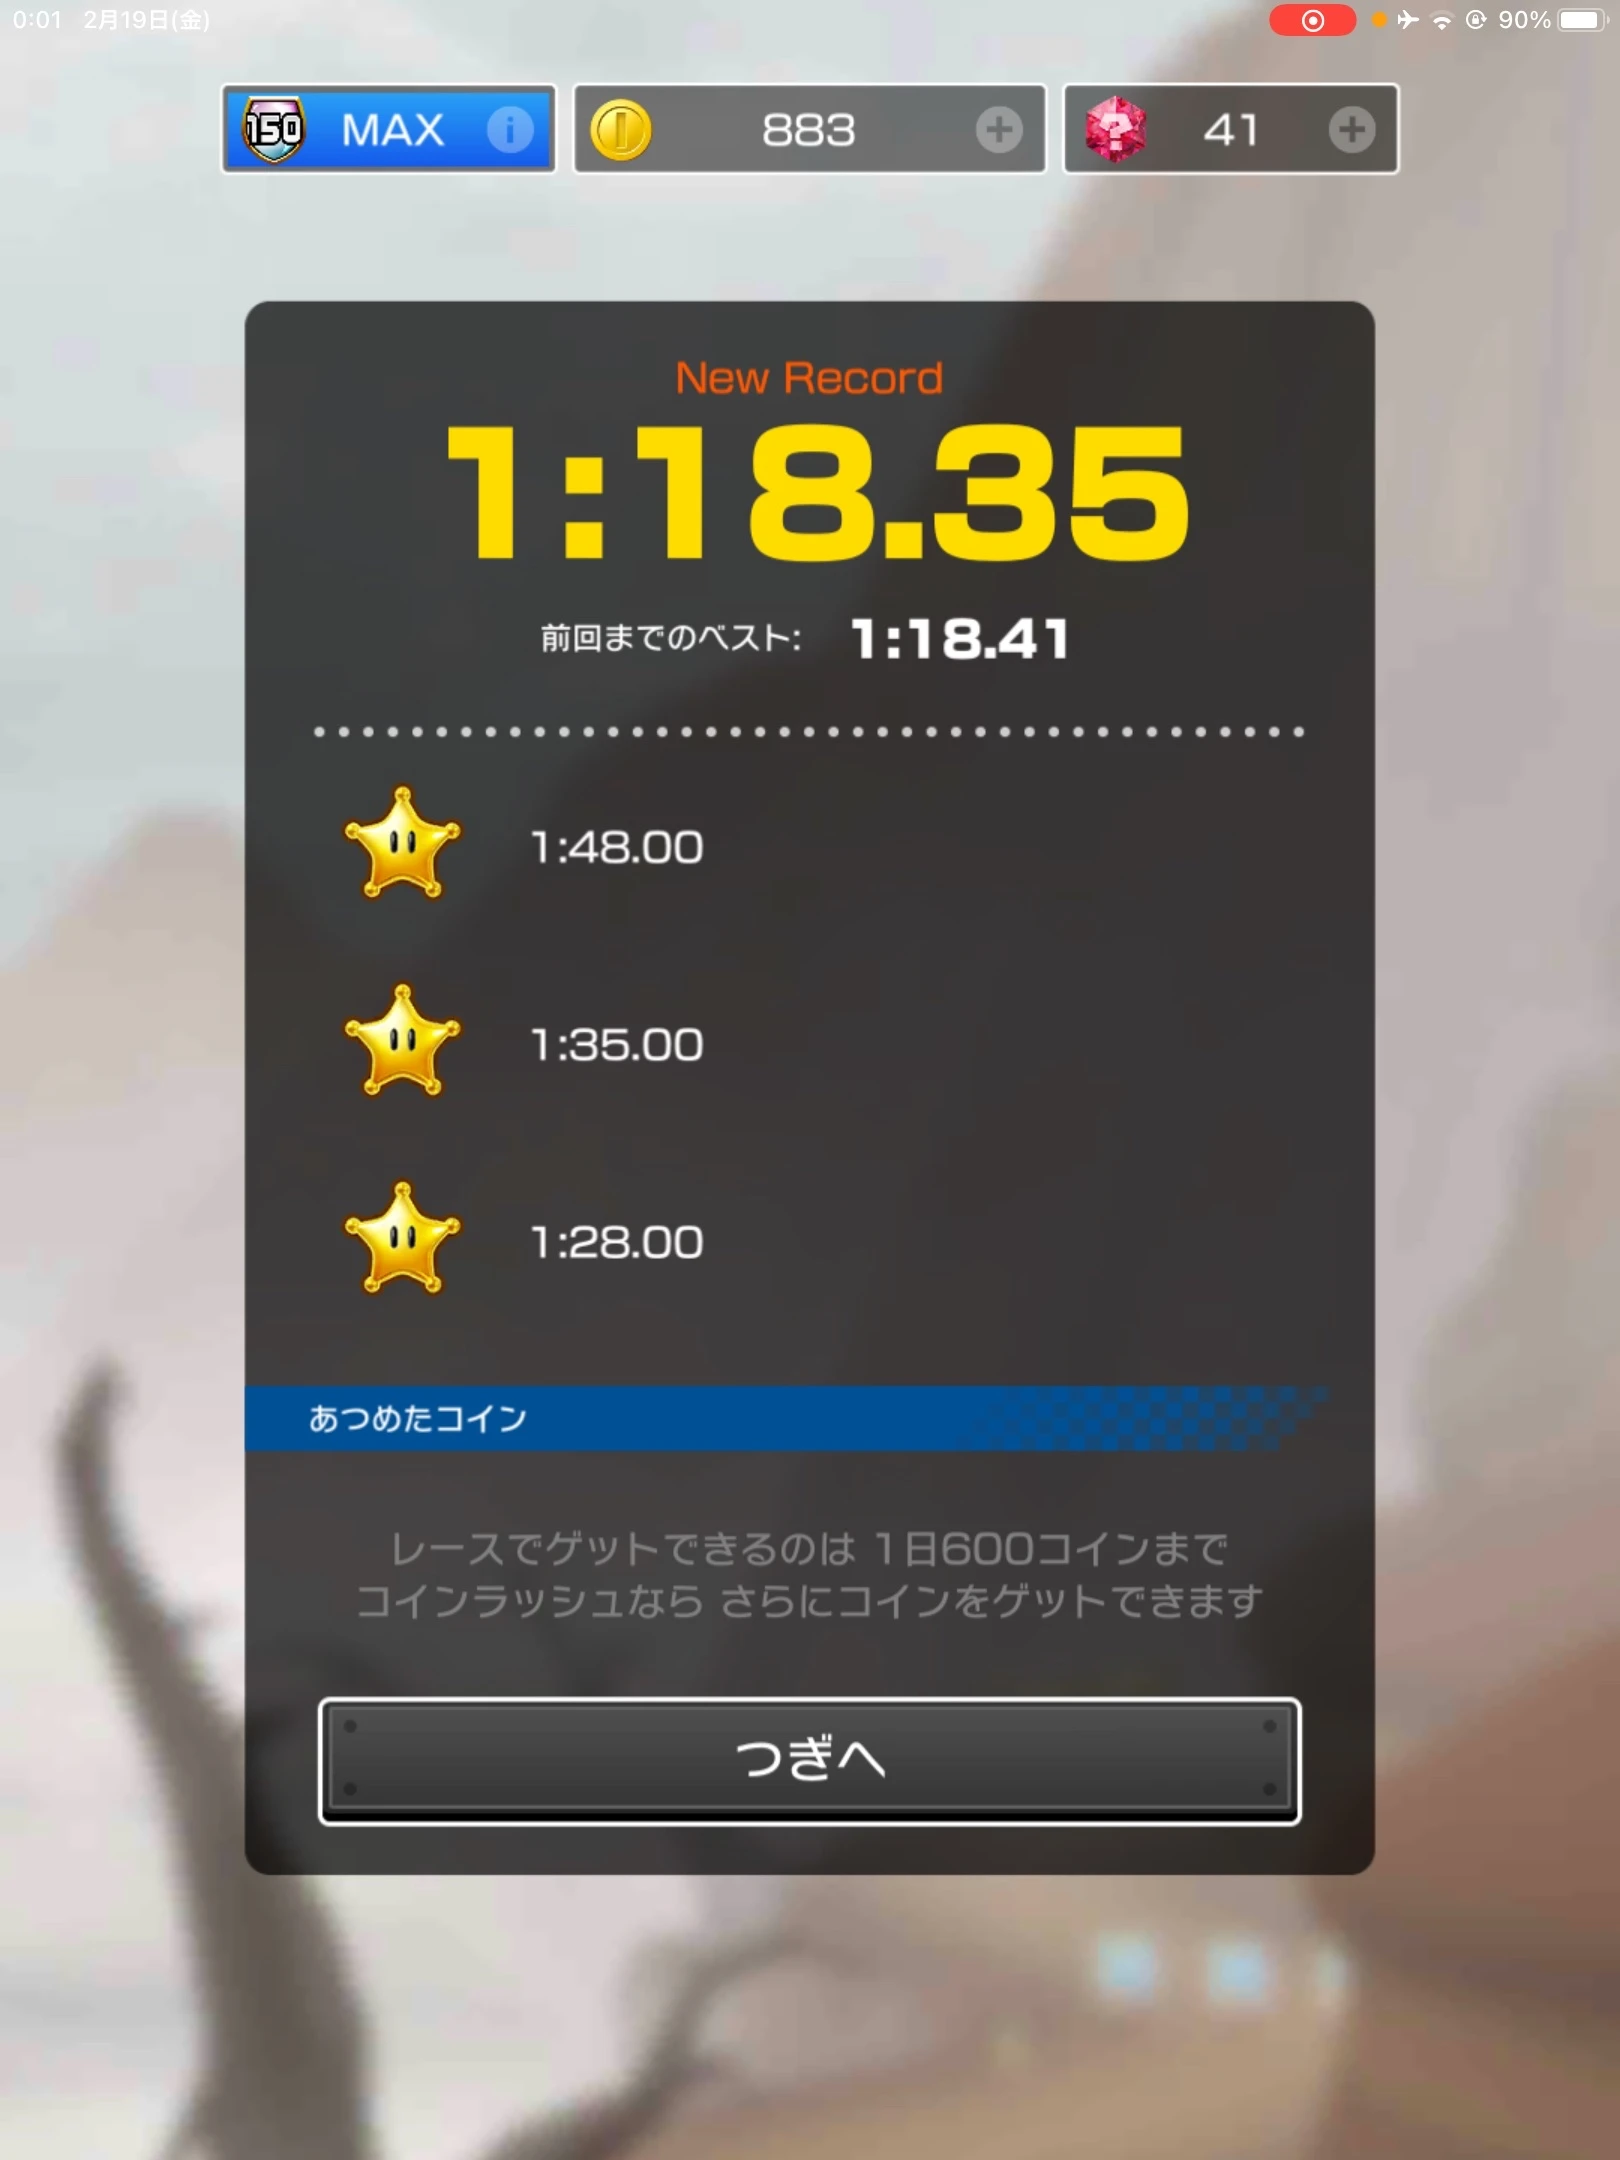 0:01 2月19日(金)
90%
150 MAX i
883
41
New Record
1:18.35
前回までのベスト: 1:18.41
1:48.00
1:35.00
1:28.00
あつめたコイン
レースでゲットできるのは 1日600コインまで
コインラッシュなら さらにコインをゲットできます
つぎへ